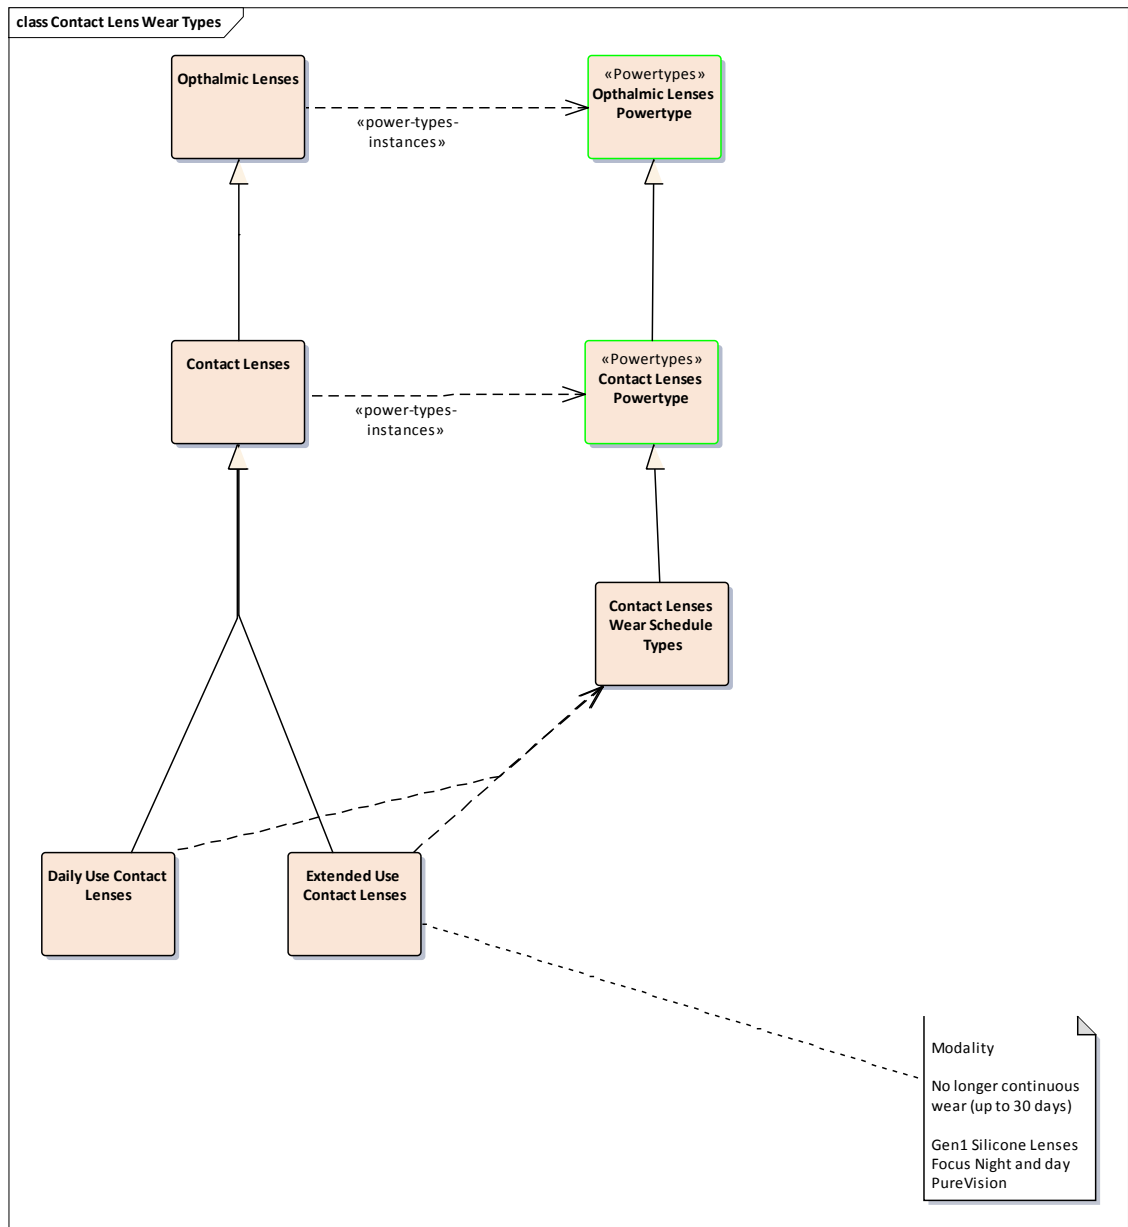 class Contact Lens Wear Types
Opthalmic Lenses
«Powertypes»
Opthalmic Lenses
Powertype
«power-types-
instances»
Contact Lenses
«Powertypes»
Contact Lenses
Powertype
«power-types-
instances»
Contact Lenses
Wear Schedule
Types
Daily Use Contact
Lenses
Extended Use
Contact Lenses
Modality
No longer continuous
wear (up to 30 days)
Gen1 Silicone Lenses
Focus Night and day
PureVision